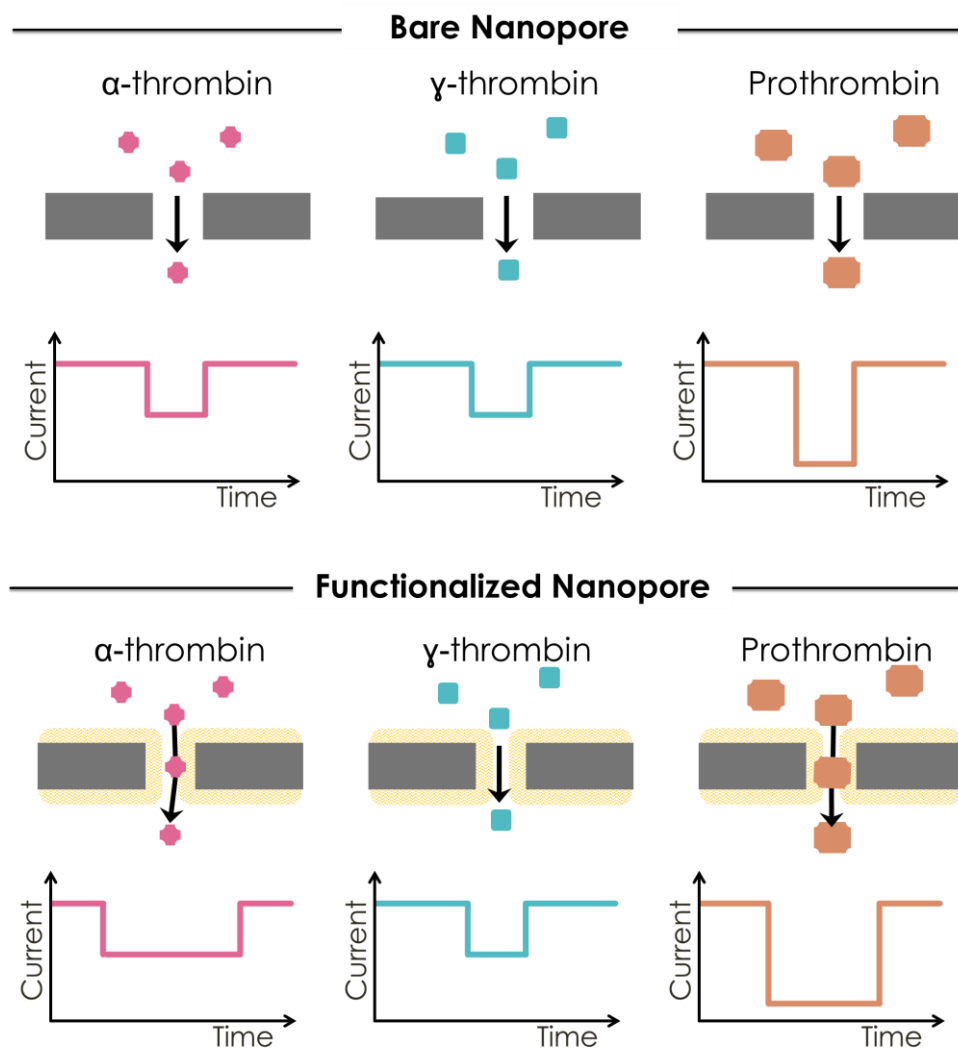 Bare Nanopore
α-thrombin
ɣ-thrombin
Prothrombin
Current
Time
Current
Time
Current
Time
Functionalized Nanopore
α-thrombin
ɣ-thrombin
Prothrombin
Current
Time
Current
Time
Current
Time